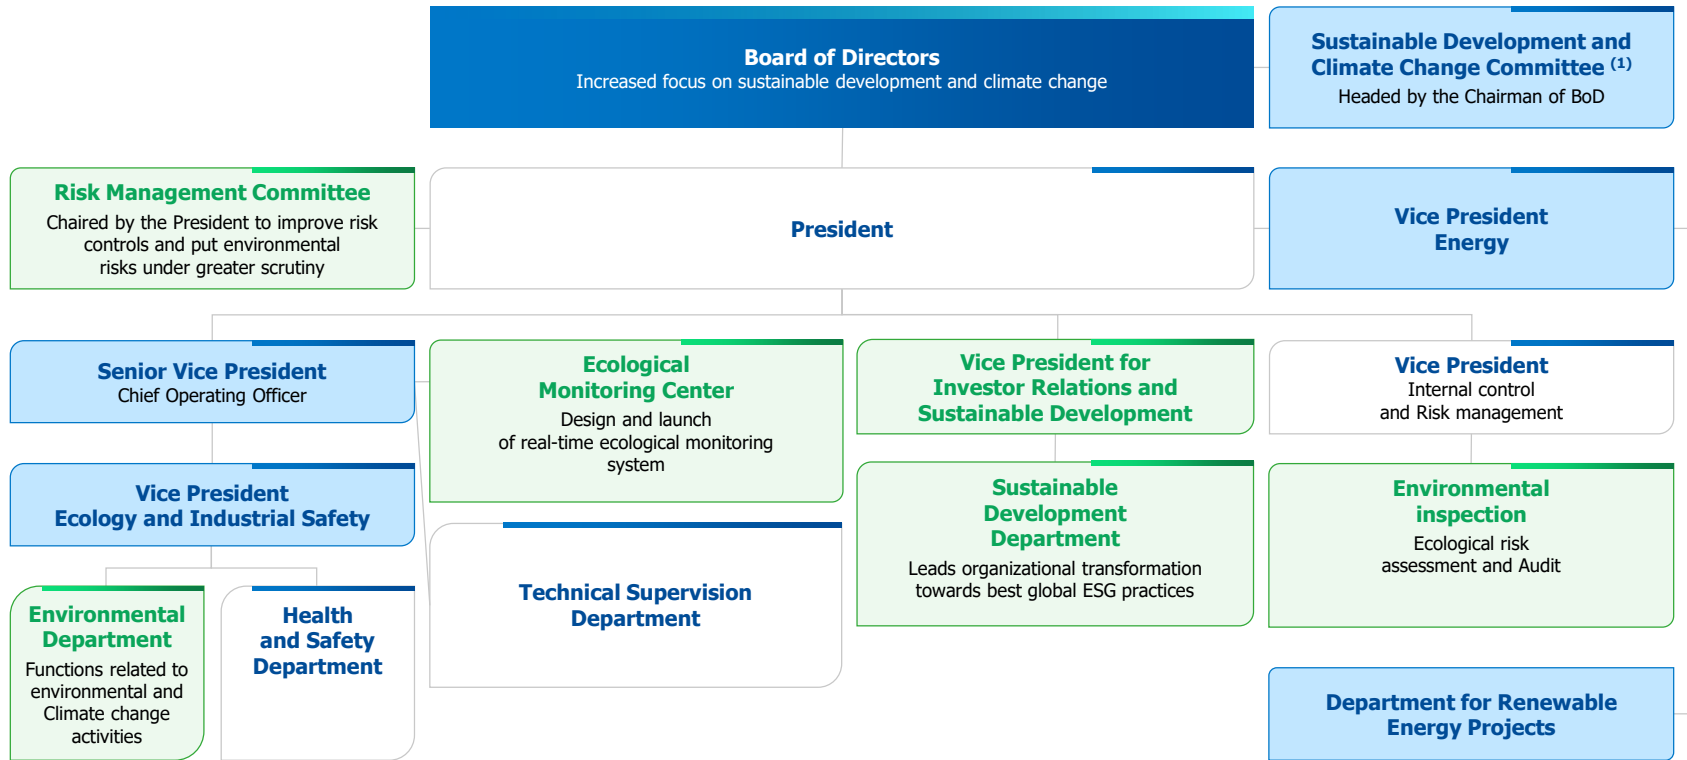 Board of Directors
Increased focus on sustainable development and climate change
Sustainable Development and
Climate Change Committee (1)
Headed by the Chairman of BoD
Risk Management Committee
Chaired by the President to improve risk
controls and put environmental
risks under greater scrutiny
President
Vice President
Energy
Senior Vice President
Chief Operating Officer
Ecological
Monitoring Center
Design and launch
of real-time ecological monitoring
system
Vice President for
Investor Relations and
Sustainable Development
Vice President
Internal control
and Risk management
Vice President
Ecology and Industrial Safety
Sustainable
Development
Department
Leads organizational transformation
towards best global ESG practices
Environmental
inspection
Ecological risk
assessment and Audit
Environmental
Department
Functions related to
environmental and
Climate change
activities
Health
and Safety
Department
Technical Supervision
Department
Department for Renewable
Energy Projects